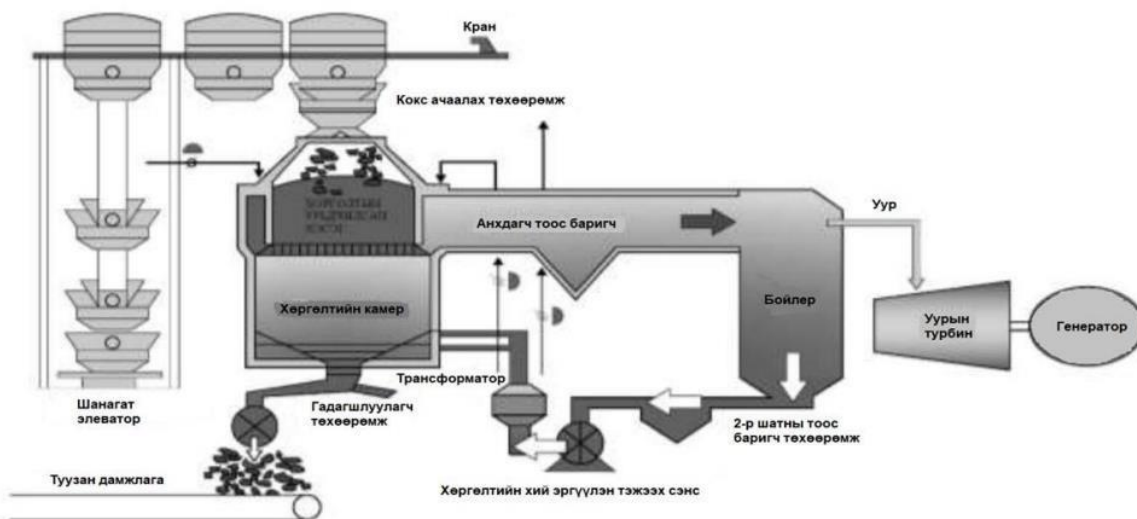 Кран
Кокс ачаалах төхөөрөмж
Уур
Анхдагч тоос баригч
Бойлер
Хөргөлтийн камер
Уурын
турбин
Генератор
Трансформатор
Шанагат
элеватор
Гадагшлуулагч
төхөөрөмж
2-р шатны тоос
баригч төхөөрөмж
Туузан дамжлага
Хөргөлтийн хий эргүүлэн тэжээх сэнс